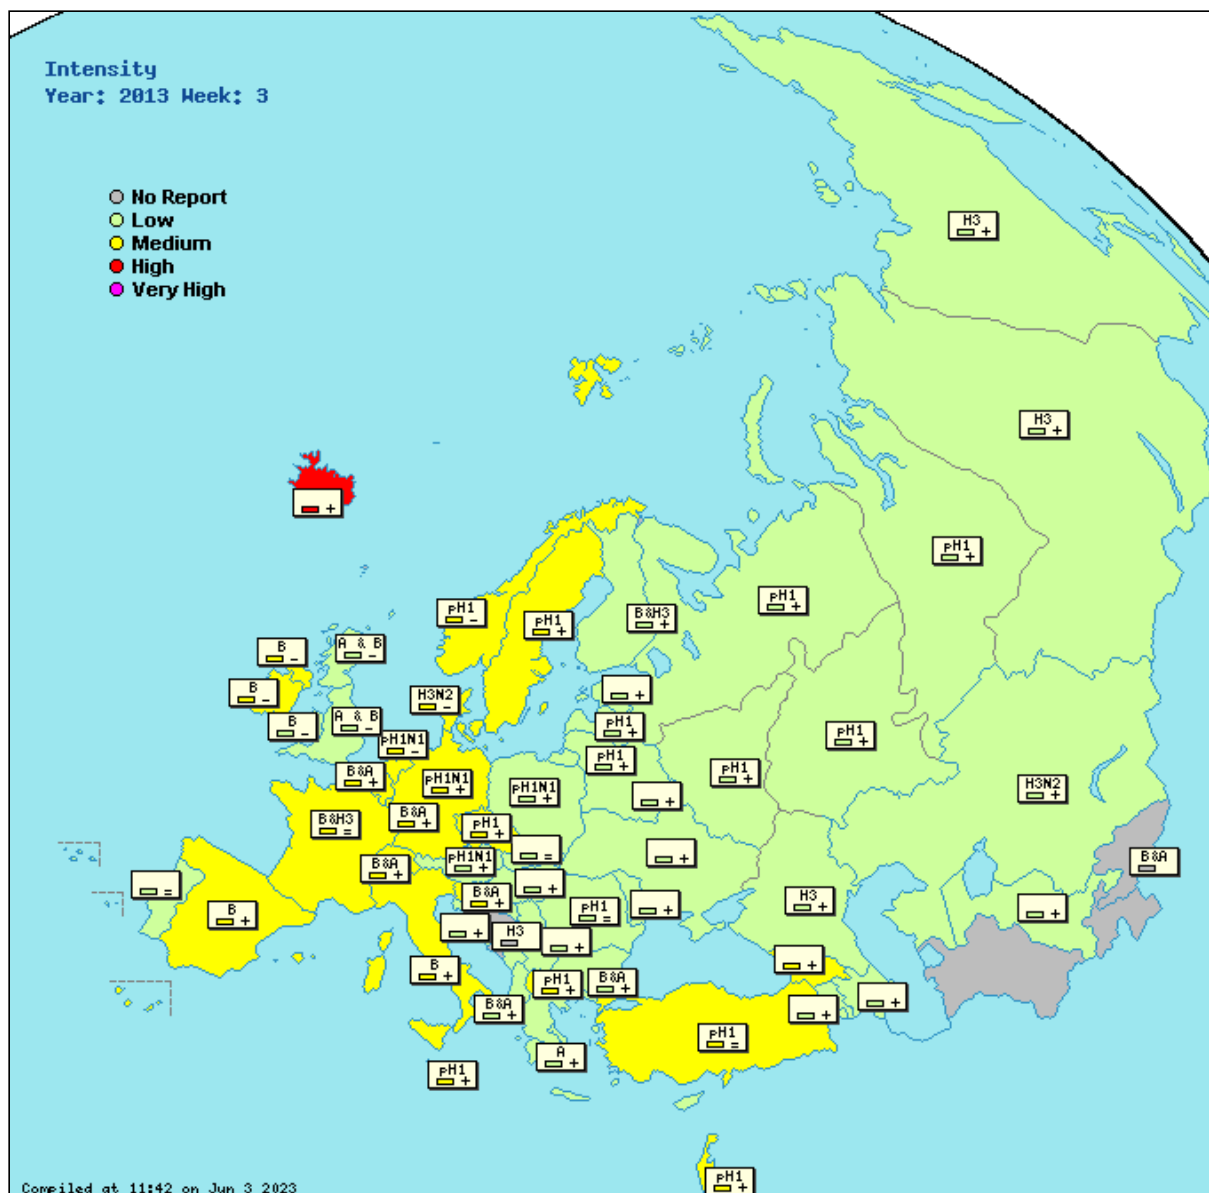 Intensity
Year: 2013 Week: 3
No Report
Low
Medium
High
Very High
H3
+
H3
+
+
pH1
+
pH1
+
pH1
-
pH1
+
B&H3
+
B
-
A & B
-
B
-
H3N2
-
+
B
-
A & B
-
pH1
+
pH1N1
-
pH1
+
pH1
+
pH1
+
B&A
+
pH1N1
+
pH1N1
+
+
H3N2
+
B&H3
=
B&A
+
pH1
+
=
+
B&A
+
pH1N1
+
B&A
=
+
B&A
+
H3
+
B
+
pH1
=
+
+
+
H3
+
B
+
pH1
+
B&A
+
+
+
B&A
+
+
pH1
=
A
+
pH1
+
pH1
+
Compiled at 11:42 on Jun 3 2023